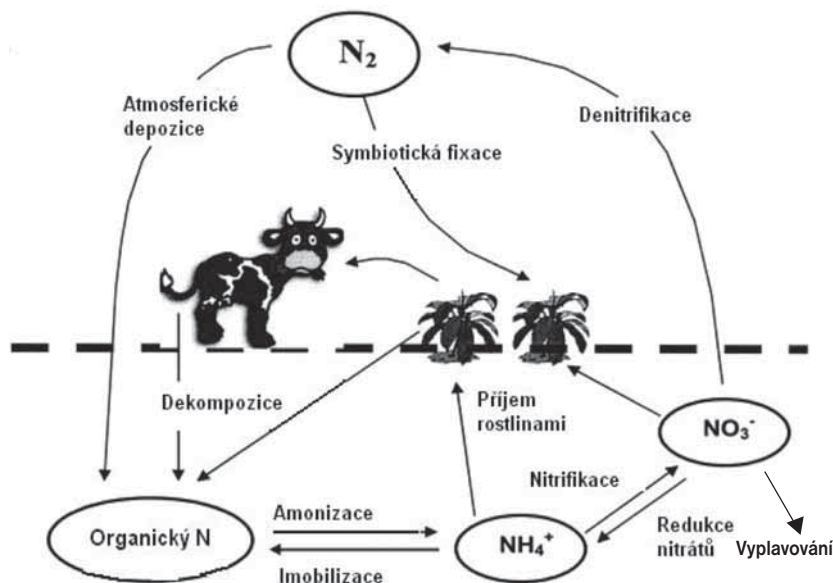 N₂
Atmosferické
depozice
Denitrifikace
Symbiotická fixace
Dekompozice
Příjem
rostlinami
NO₃⁻
Nitrifikace
Organický N
Amonizace
Imobilizace
NH₄⁺
Redukce
nitrátů
Vyplavování